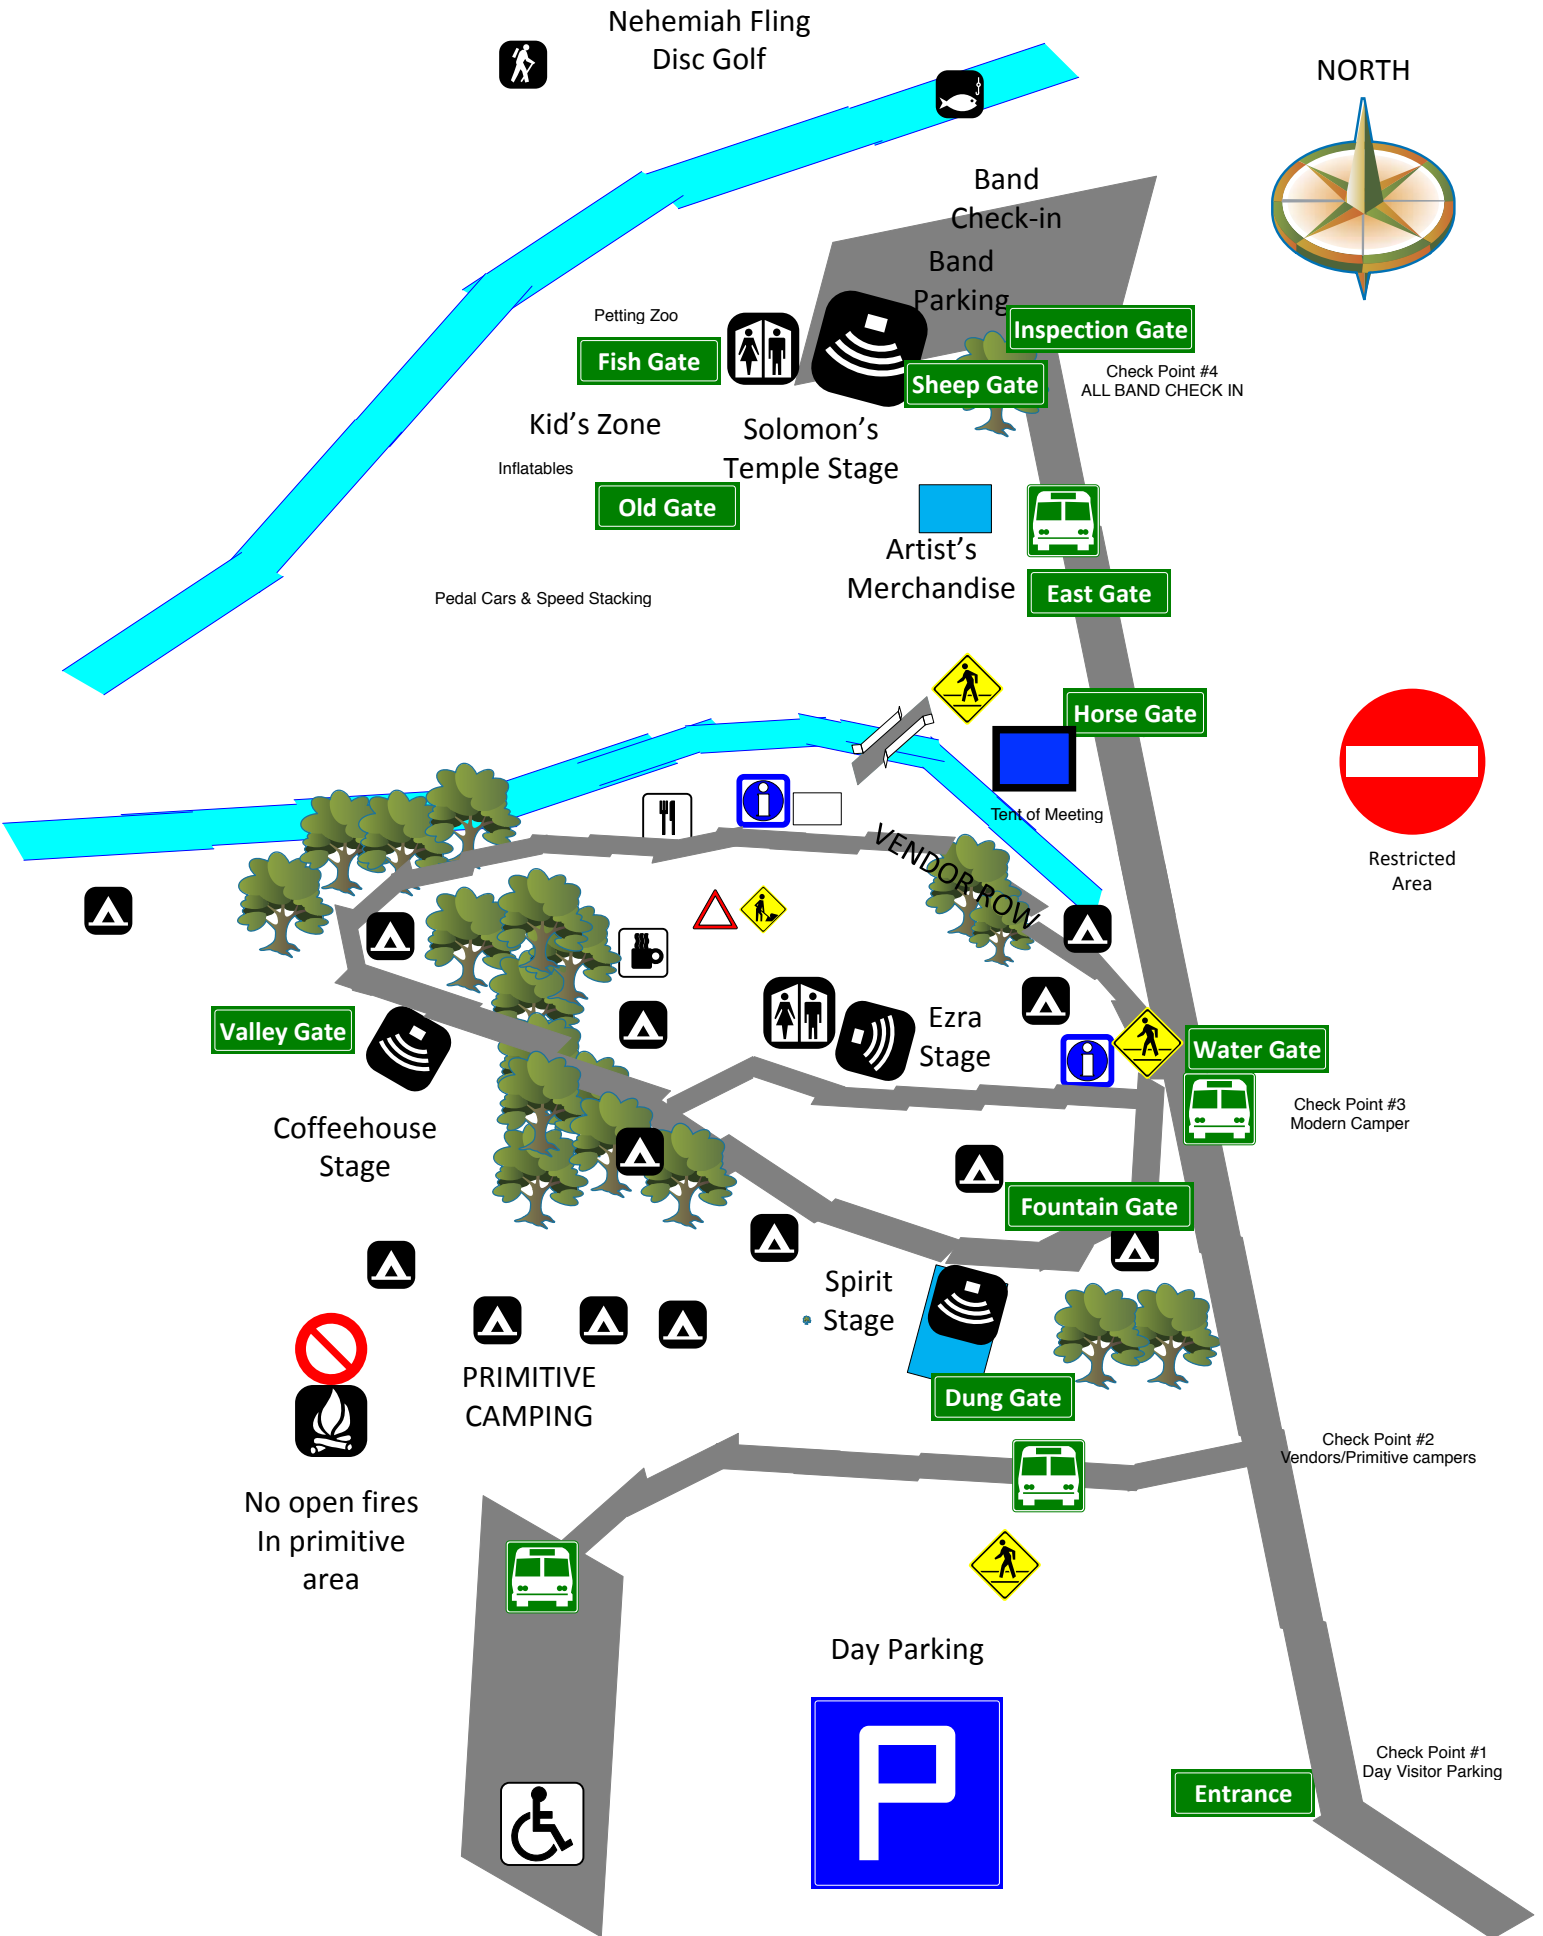 Nehemiah Fling
Disc Golf
NORTH
Band
Check-in
Band
Parking
Petting Zoo
Inspection Gate
Fish Gate
Sheep Gate
Check Point #4
ALL BAND CHECK IN
Kid's Zone
Solomon's
Temple Stage
Inflatables
Old Gate
Artist's
Merchandise
East Gate
Pedal Cars & Speed Stacking
Horse Gate
Tent of Meeting
VENDOR ROW
Restricted
Area
Valley Gate
Ezra
Stage
Water Gate
Coffeehouse
Stage
Check Point #3
Modern Camper
Fountain Gate
Spirit
Stage
PRIMITIVE
CAMPING
Dung Gate
Check Point #2
Vendors/Primitive campers
No open fires
In primitive
area
Day Parking
P
Check Point #1
Day Visitor Parking
Entrance